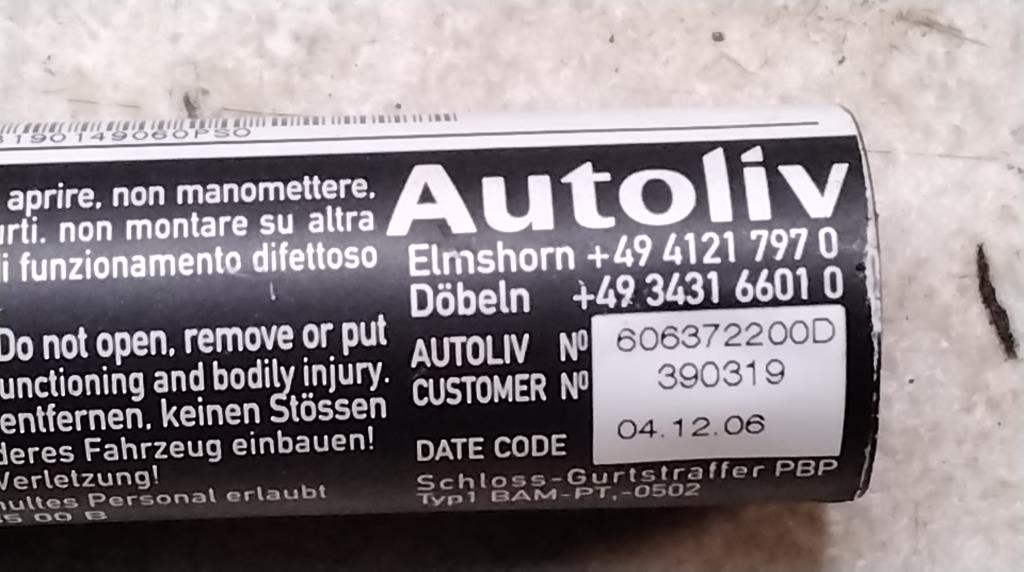 190149060PS0
aprire, non manomettere,
urti. non montare su altra
funzionamento difettoso
Do not open, remove or put
functioning and bodily injury.
entfernen, keinen Stössen
deres Fahrzeug einbauen!
Verletzung!
Personal erlaubt
00 B
Autoliv
Elmshorn +49 4121 797 0
Döbeln +49 3431 6601 0
AUTOLIV Nº 606372200D
CUSTOMER Nº 390319
DATE CODE 04.12.06
Schloss-Gurtstraffer PBP
Typ1 BAM-PT,-0502